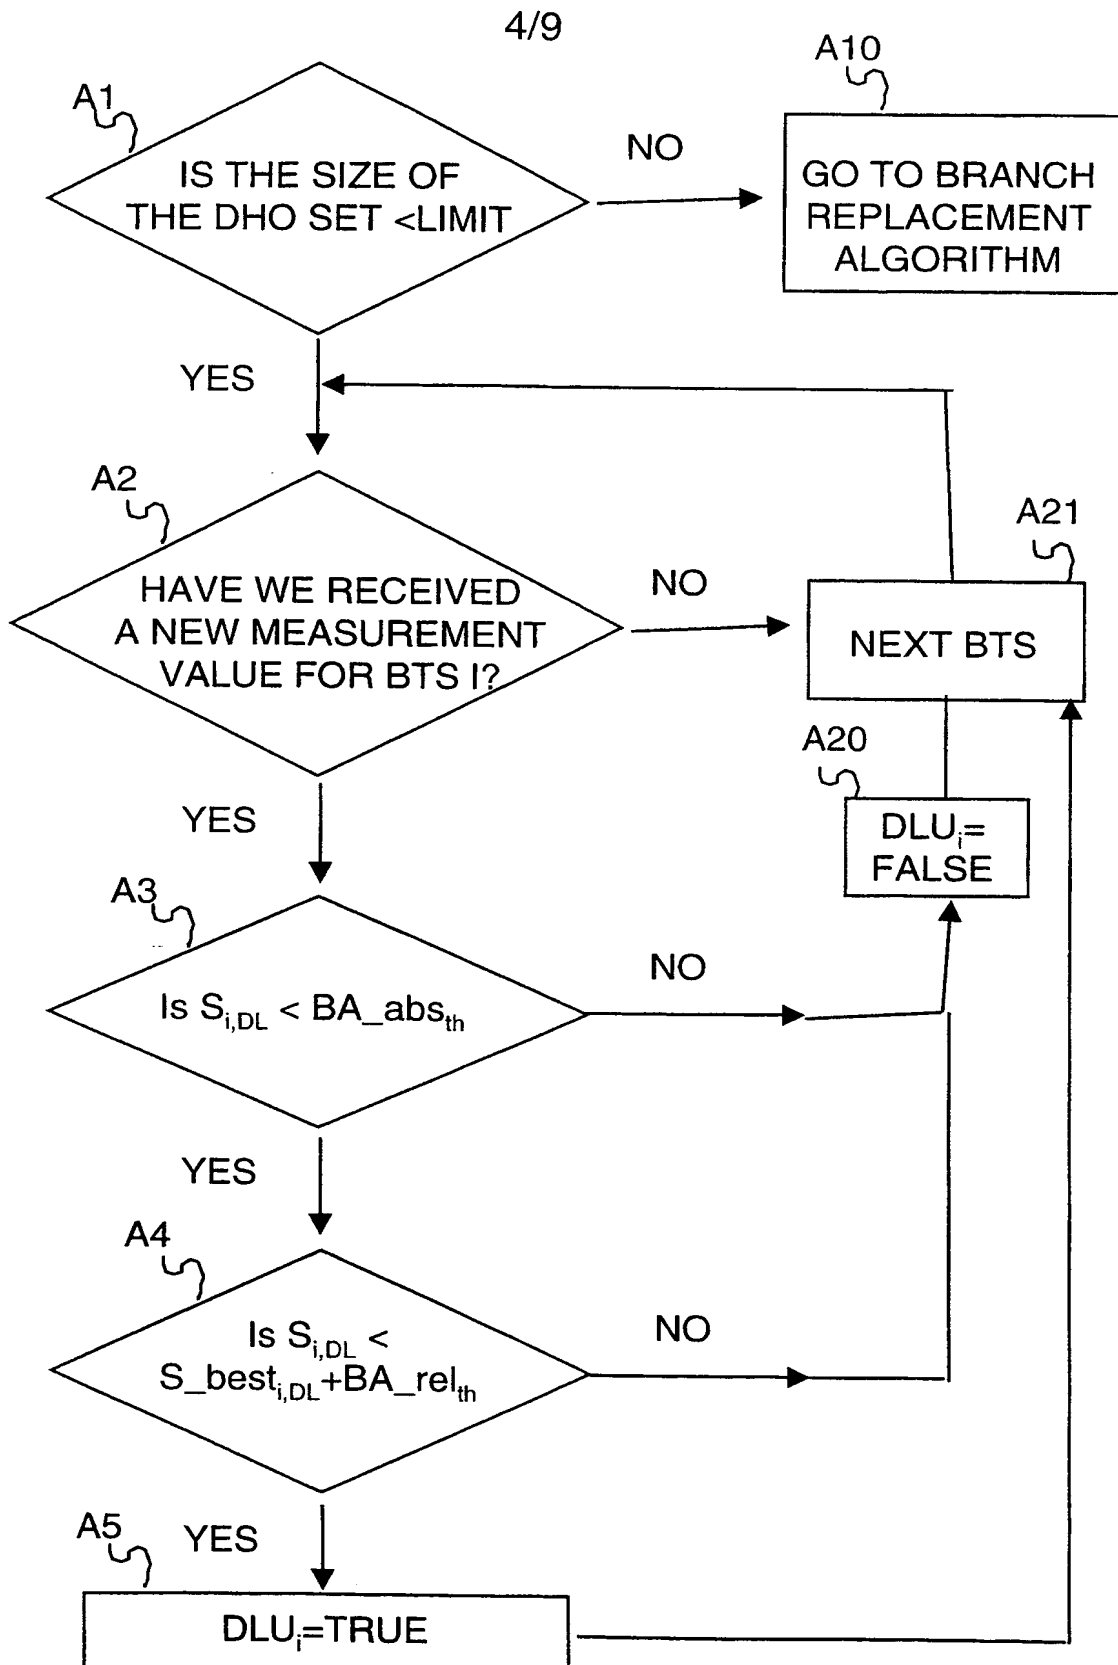 4/9
A1
IS THE SIZE OF
THE DHO SET <LIMIT
NO
A10
GO TO BRANCH
REPLACEMENT
ALGORITHM
YES
A2
HAVE WE RECEIVED
A NEW MEASUREMENT
VALUE FOR BTS I?
NO
A21
NEXT BTS
A20
DLUi=
FALSE
YES
A3
Is Si,DL < BA_absth
NO
YES
A4
Is Si,DL <
S_besti,DL+BA_relth
NO
YES
A5
DLUi=TRUE